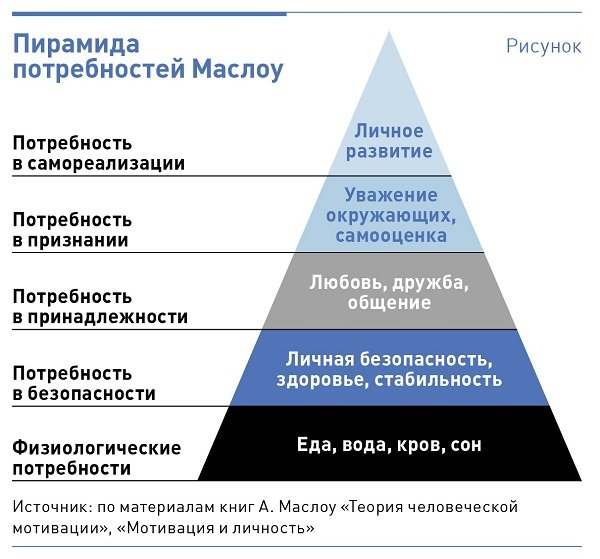 Пирамида
потребностей Маслоу
Рисунок
Потребность
в самореализации
Личное
развитие
Потребность
в признании
Уважение
окружающих,
самооценка
Потребность
в принадлежности
Любовь, дружба,
общение
Потребность
в безопасности
Личная безопасность,
здоровье, стабильность
Физиологические
потребности
Еда, вода, кров, сон
Источник: по материалам книг А. Маслоу «Теория человеческой
мотивации», «Мотивация и личность»